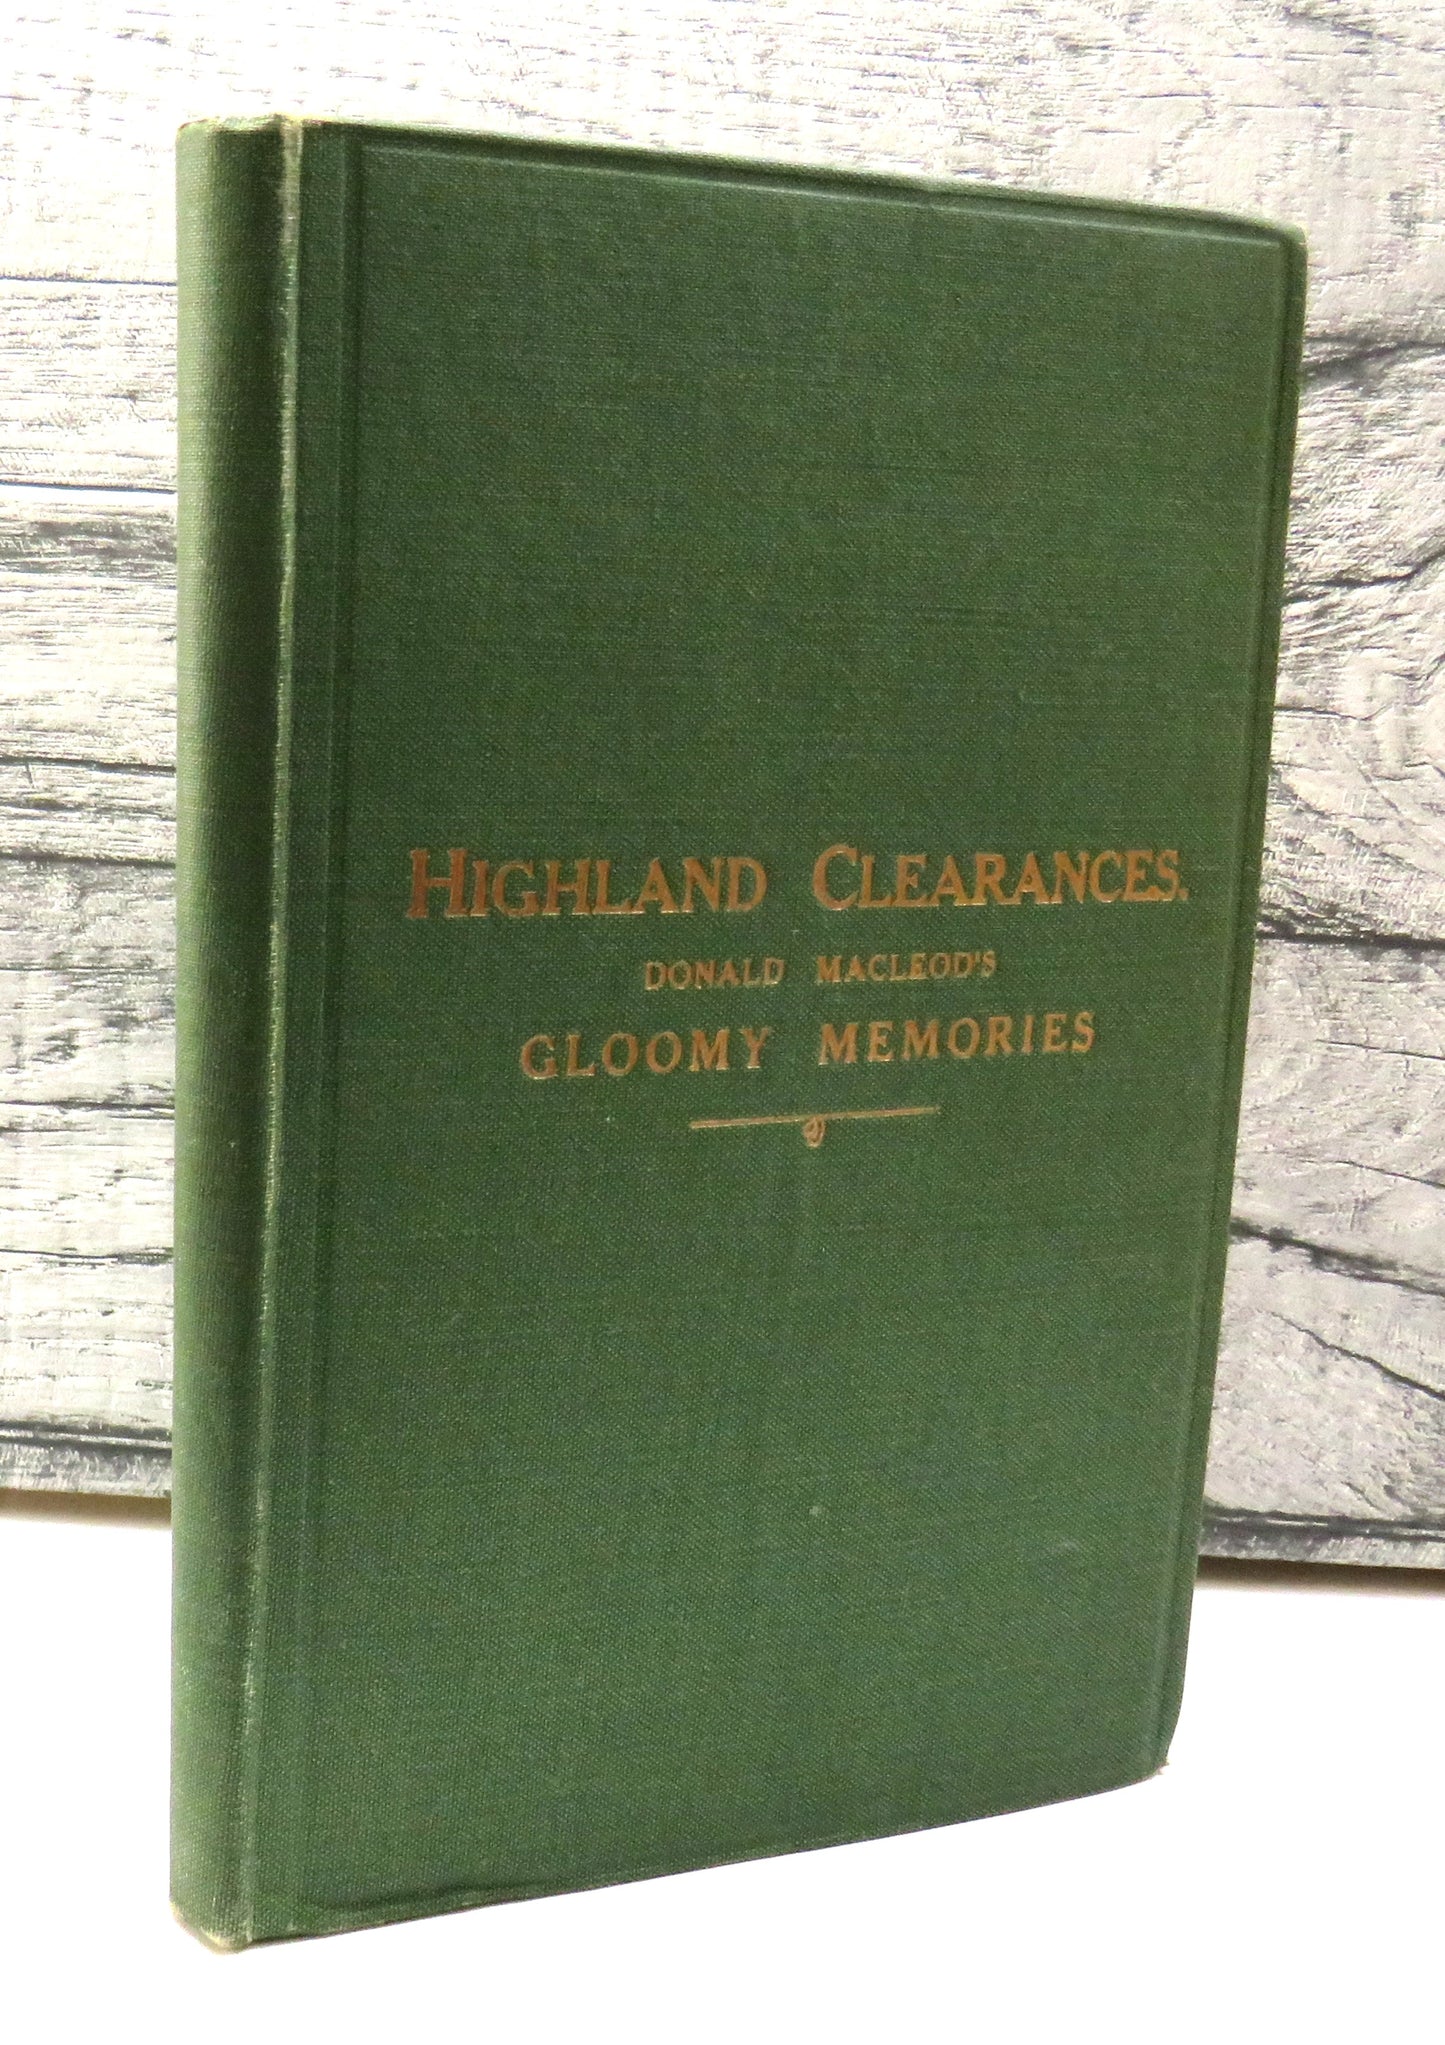 HIGHLAND CLEARANCES.
DONALD MACLEOD'S
GLOOMY MEMORIES